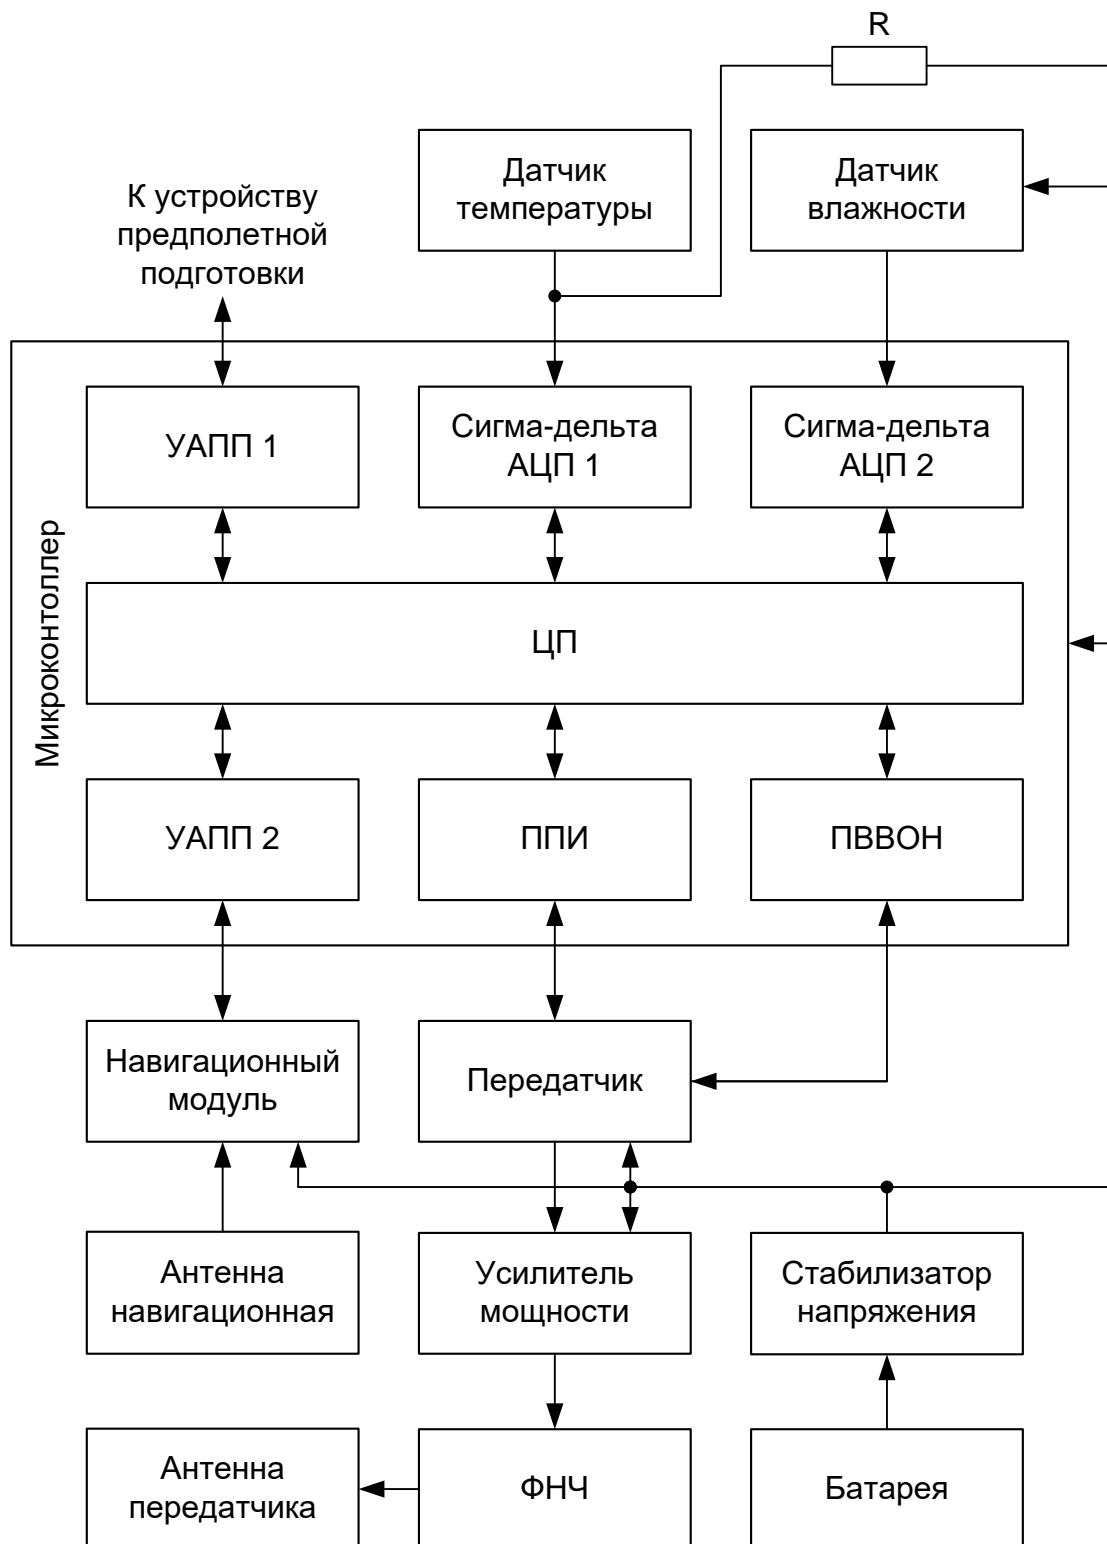 R
Датчик
температуры
Датчик
влажности
К устройству
предполетной
подготовки
УАПП 1
Сигма-дельта
АЦП 1
Сигма-дельта
АЦП 2
Микроконтоллер
ЦП
УАПП 2
ППИ
ПВВОН
Навигационный
модуль
Передатчик
Антенна
навигационная
Усилитель
мощности
Стабилизатор
напряжения
Антенна
передатчика
ФНЧ
Батарея